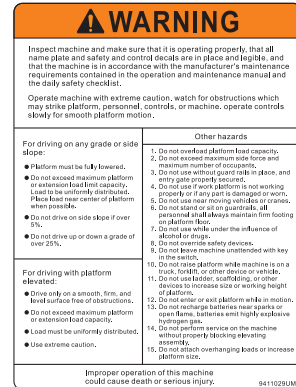 WARNING
Inspect machine and make sure that it is operating properly, that all
name plate and safety and control decals are in place and legible, and
that the machine is in accordance with the manufacturer's maintenance
requirements contained in the operation and maintenance manual and
the daily safety checklist.
Operate machine with extreme caution, watch for obstructions which
may strike platform, personnel, controls, or machine. operate controls
slowly for smooth platform motion.
For driving on any grade or side
slope:
● Platform must be fully lowered.
● Do not exceed maximum platform
or extension load limit capacity.
Load to be uniformly distributed.
Place load near center of platform
when possible.
● Do not drive on side slope if over
5%.
● Do not drive up or down a grade of
over 25%.
For driving with platform
elevated:
● Drive only on a smooth, firm, and
level surface free of obstructions.
● Do not exceed maximum platform
or extension load capacity.
● Load must be uniformly distributed.
● Use extreme caution.
Other hazards
1. Do not overload platform load capacity.
2. Do not exceed maximum side force and
maximum number of occupants.
3. Do not use without guard rails in place, and
entry gate properly secured.
4. Do not use if work platform is not working
properly or if any part is damaged or worn.
5. Do not use near moving vehicles or cranes.
6. Do not stand or sit on guardrails, all
personnel shall always maintain firm footing
on platform floor.
7. Do not use while under the influence of
alcohol or drugs.
8. Do not override safety devices.
9. Do not leave machine unattended with key
in the switch.
10. Do not raise platform while machine is on a
truck, forklift, or other device or vehicle.
11. Do not use ladder, scaffolding, or other
devices to increase size or working height
of platform.
12. Do not enter or exit platform while in motion.
13. Do not recharge batteries near sparks or
open flame, batteries emit highly explosive
hydrogen gas.
14. Do not perform service on the machine
without properly blocking elevating
assembly.
15. Do not attach overhanging loads or increase
platform size.
Improper operation of this machine
could cause death or serious injury.
9411029UM